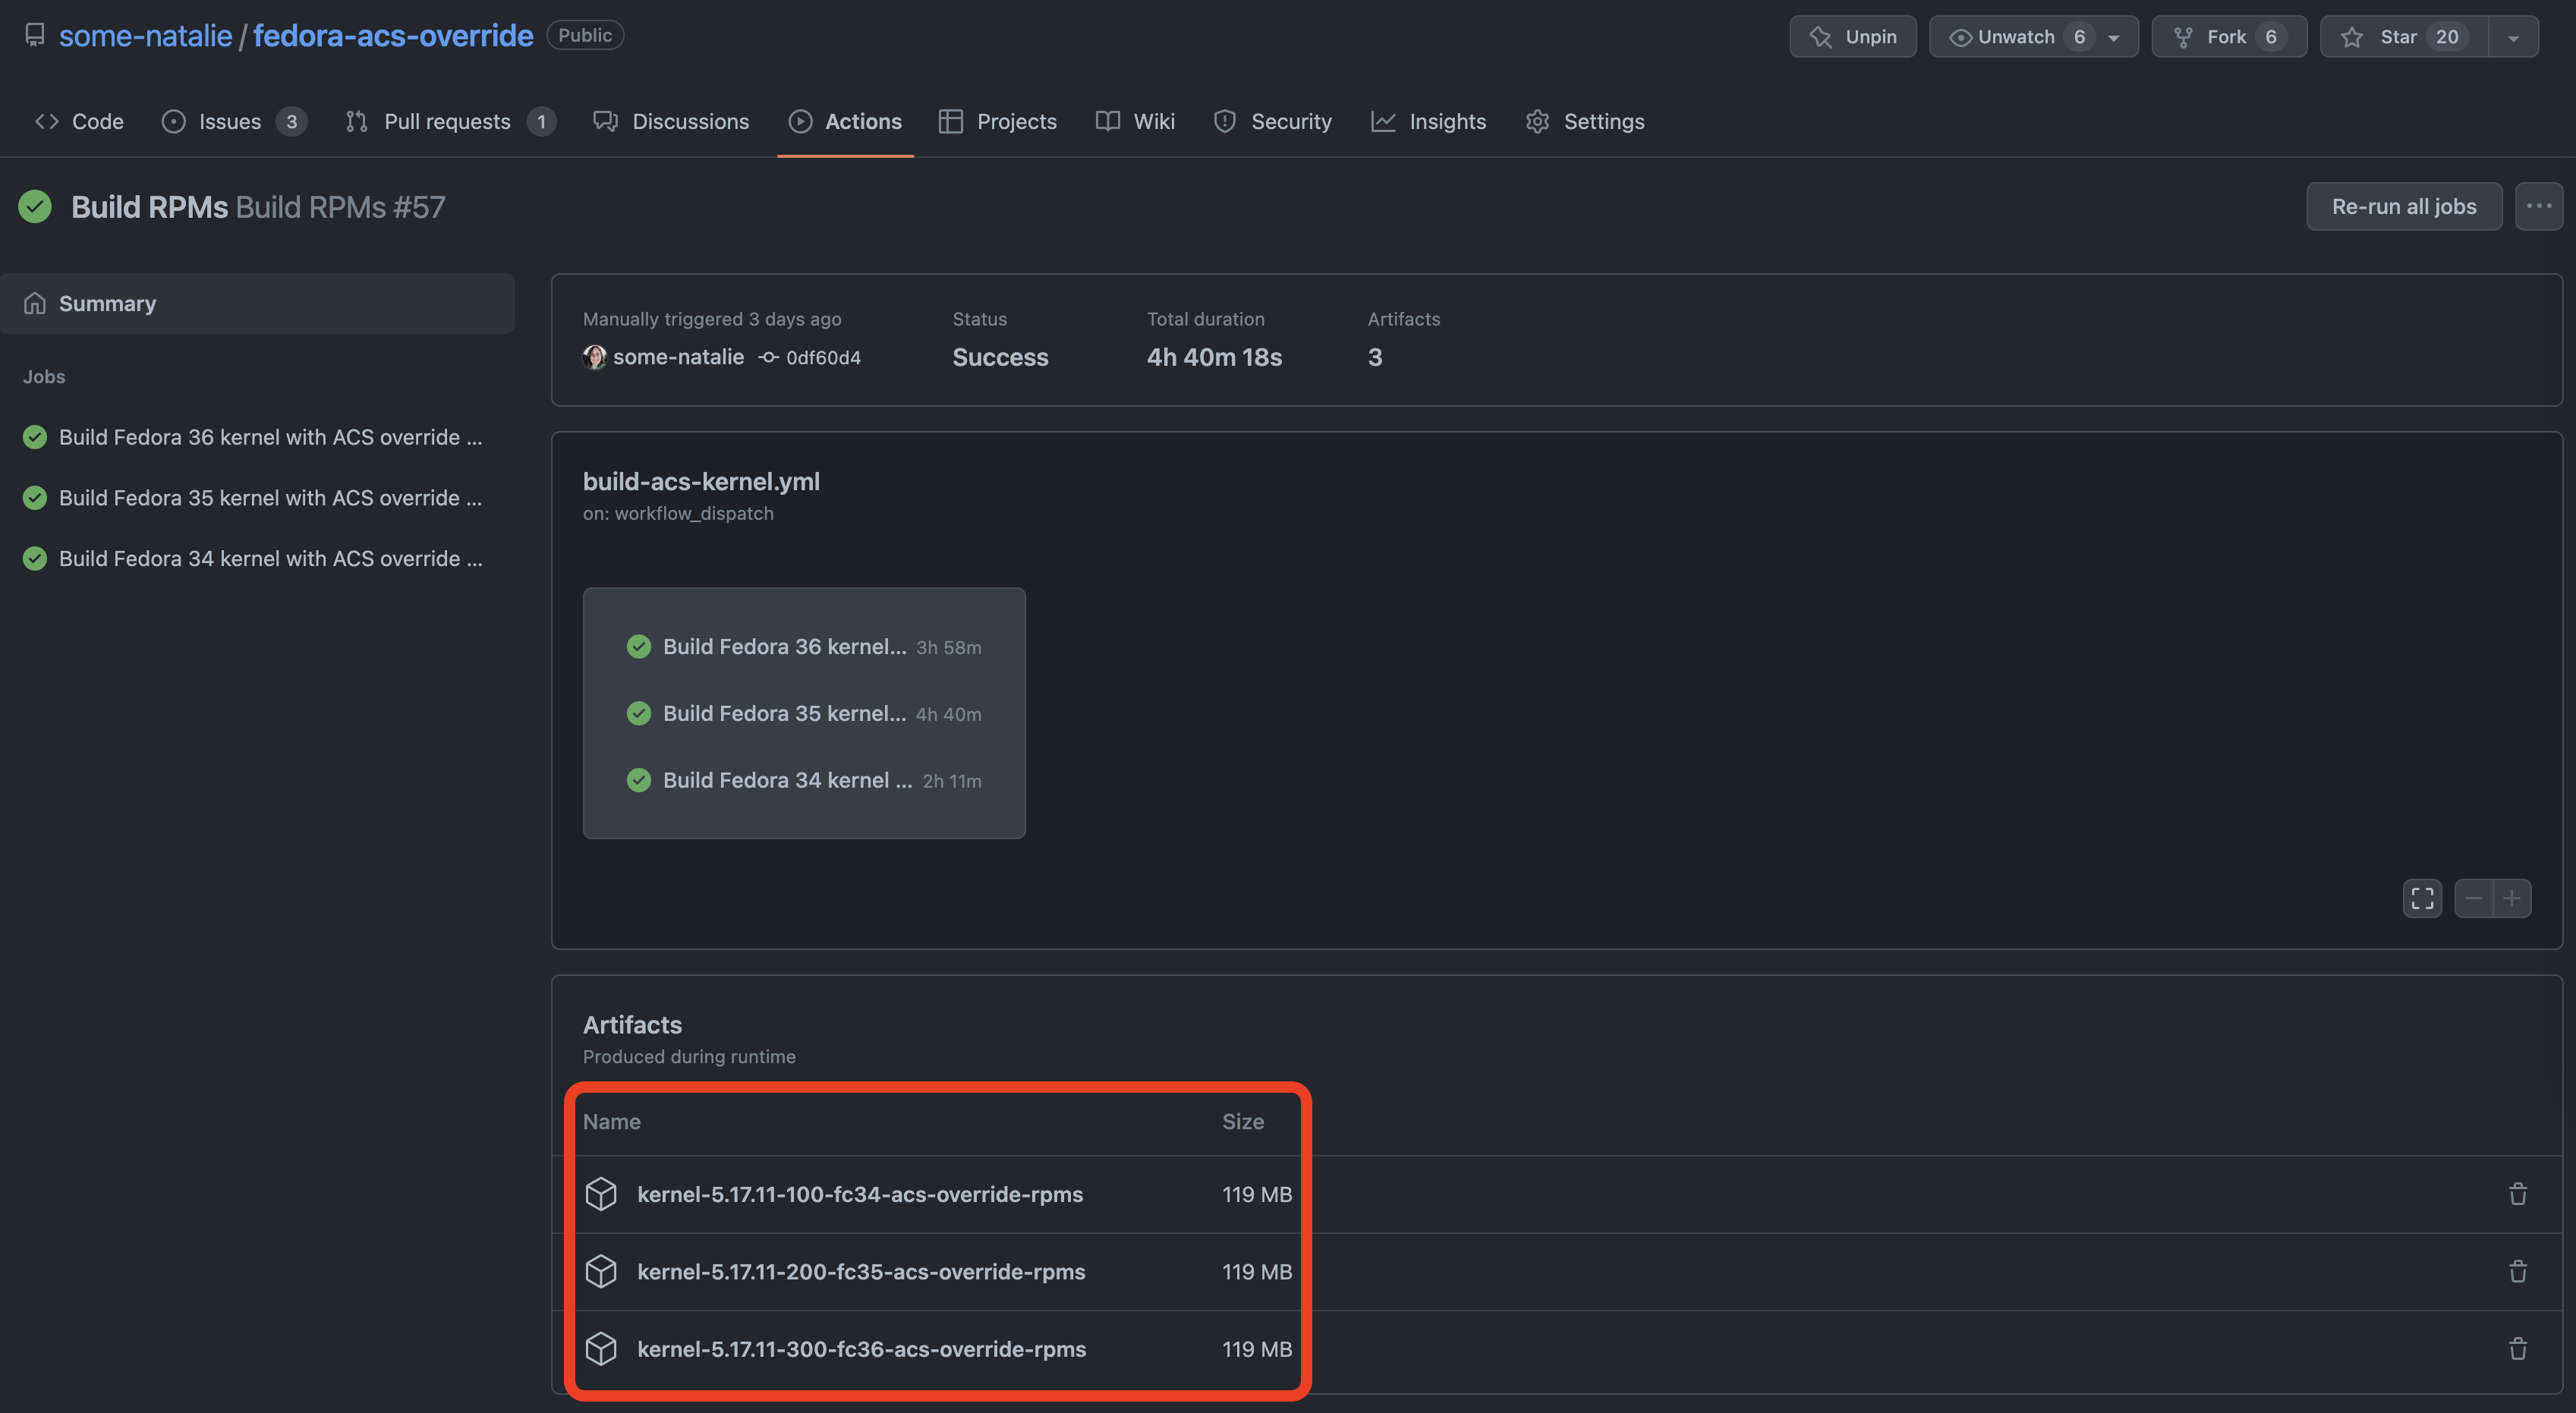 some-natalie / fedora-acs-override Public
Unpin Unwatch 6 Fork 6 Star 20
Code Issues 3 Pull requests 1 Discussions Actions Projects Wiki Security Insights Settings
Build RPMs Build RPMs #57
Re-run all jobs ...
Summary
Jobs
Build Fedora 36 kernel with ACS override ...
Build Fedora 35 kernel with ACS override ...
Build Fedora 34 kernel with ACS override ...
Manually triggered 3 days ago Status Total duration Artifacts
some-natalie 0df60d4 Success 4h 40m 18s 3
build-acs-kernel.yml
on: workflow_dispatch
Build Fedora 36 kernel... 3h 58m
Build Fedora 35 kernel... 4h 40m
Build Fedora 34 kernel ... 2h 11m
Artifacts
Produced during runtime
Name Size
kernel-5.17.11-100-fc34-acs-override-rpms 119 MB
kernel-5.17.11-200-fc35-acs-override-rpms 119 MB
kernel-5.17.11-300-fc36-acs-override-rpms 119 MB